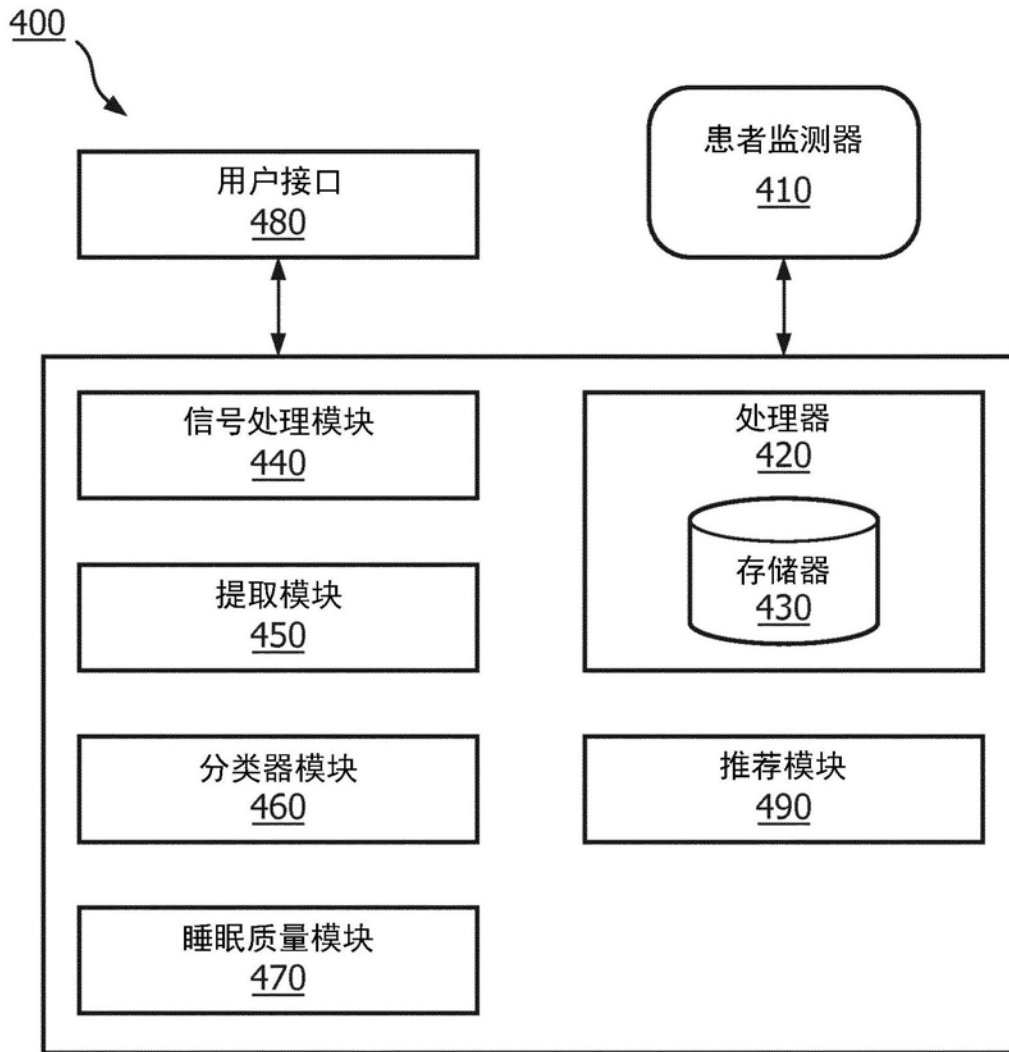 400
用户接口
480
患者监测器
410
信号处理模块
440
处理器
420
存储器
430
提取模块
450
分类器模块
460
推荐模块
490
睡眠质量模块
470